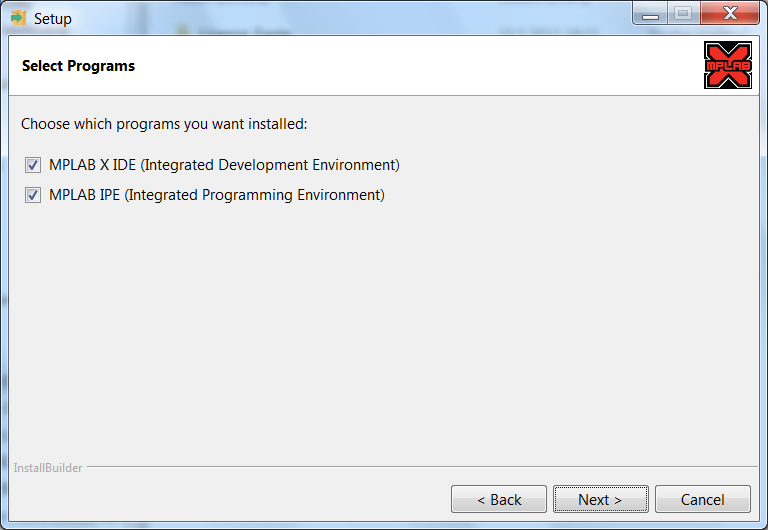 Setup
Select Programs
MPLAB
Choose which programs you want installed:
MPLAB X IDE (Integrated Development Environment)
MPLAB IPE (Integrated Programming Environment)
InstallBuilder
< Back
Next >
Cancel